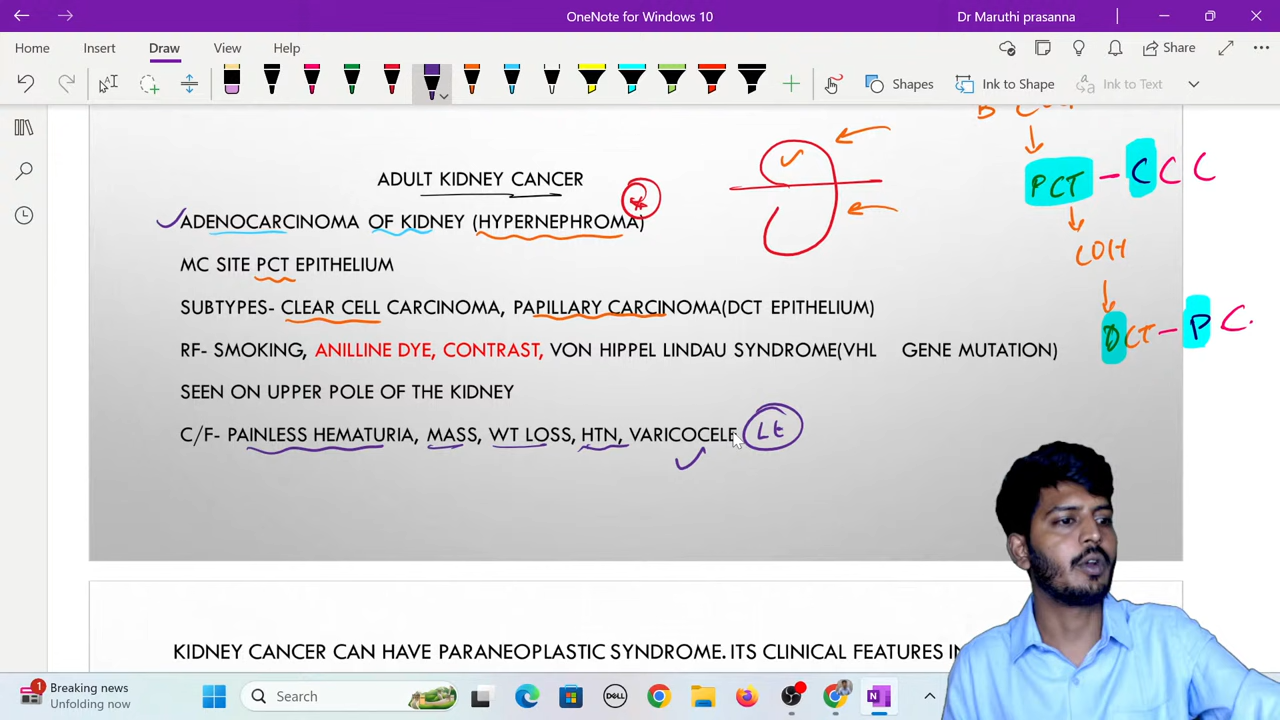 OneNote for Windows 10
Dr Maruthi prasanna
Home Insert Draw View Help
Share
Shapes
Ink to Shape
Ink to Text
B
ADULT KIDNEY CANCER
PCT - CCC
ADENOCARCINOMA OF KIDNEY (HYPERNEPHROMA)
MC SITE PCT EPITHELIUM
LOH
SUBTYPES- CLEAR CELL CARCINOMA, PAPILLARY CARCINOMA(DCT EPITHELIUM)
DCT - PC.
RF- SMOKING, ANILLINE DYE, CONTRAST, VON HIPPEL LINDAU SYNDROME(VHL GENE MUTATION)
SEEN ON UPPER POLE OF THE KIDNEY
C/F- PAINLESS HEMATURIA, MASS, WT LOSS, HTN, VARICOCELE Lt
KIDNEY CANCER CAN HAVE PARANEOPLASTIC SYNDROME. ITS CLINICAL FEATURES IN
1
Breaking news
Unfolding now
Search
DELL